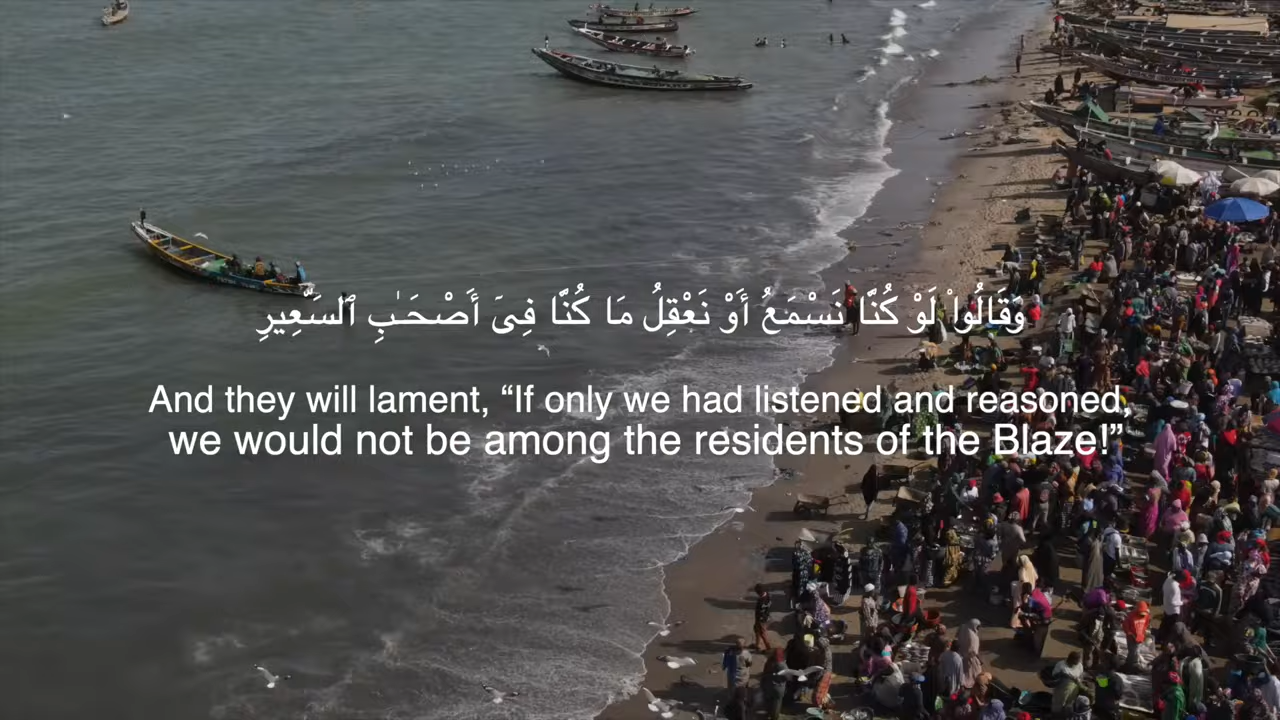 وَقَالُوا۟ لَوْ كُنَّا نَسْمَعُ أَوْ نَعْقِلُ مَا كُنَّا فِىٓ أَصْحَـٰبِ ٱلسَّعِيرِ
And they will lament, “If only we had listened and reasoned,
we would not be among the residents of the Blaze!”